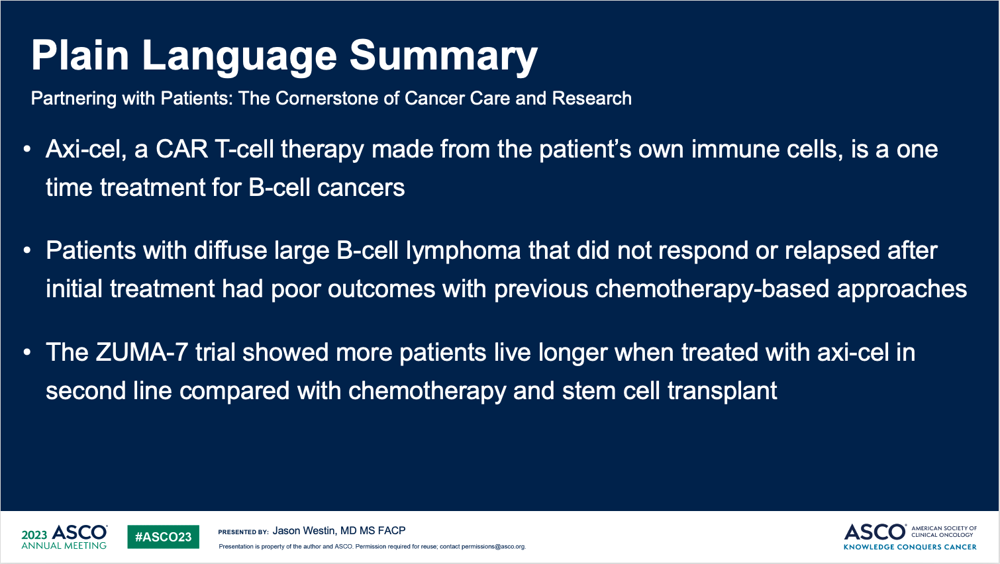 Plain Language Summary
Partnering with Patients: The Cornerstone of Cancer Care and Research
• Axi-cel, a CAR T-cell therapy made from the patient’s own immune cells, is a one
time treatment for B-cell cancers
• Patients with diffuse large B-cell lymphoma that did not respond or relapsed after
initial treatment had poor outcomes with previous chemotherapy-based approaches
• The ZUMA-7 trial showed more patients live longer when treated with axi-cel in
second line compared with chemotherapy and stem cell transplant
2023 ASCO®
ANNUAL MEETING
#ASCO23
PRESENTED BY: Jason Westin, MD MS FACP
Presentation is property of the author and ASCO. Permission required for reuse; contact permissions@asco.org.
ASCO® AMERICAN SOCIETY OF
CLINICAL ONCOLOGY
KNOWLEDGE CONQUERS CANCER